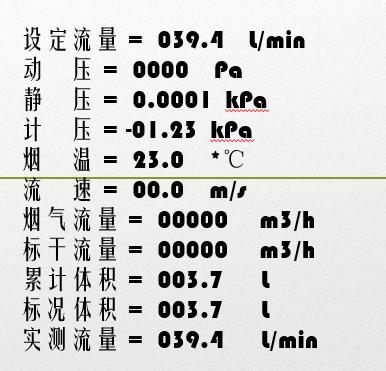 设定流量 = 039.4 L/min
动 压 = 0000 Pa
静 压 = 0.0001 kPa
计 压 = -01.23 kPa
烟 温 = 23.0 *℃
流 速 = 00.0 m/s
烟气流量 = 00000 m3/h
标干流量 = 00000 m3/h
累计体积 = 003.7 L
标况体积 = 003.7 L
实测流量 = 039.4 L/min